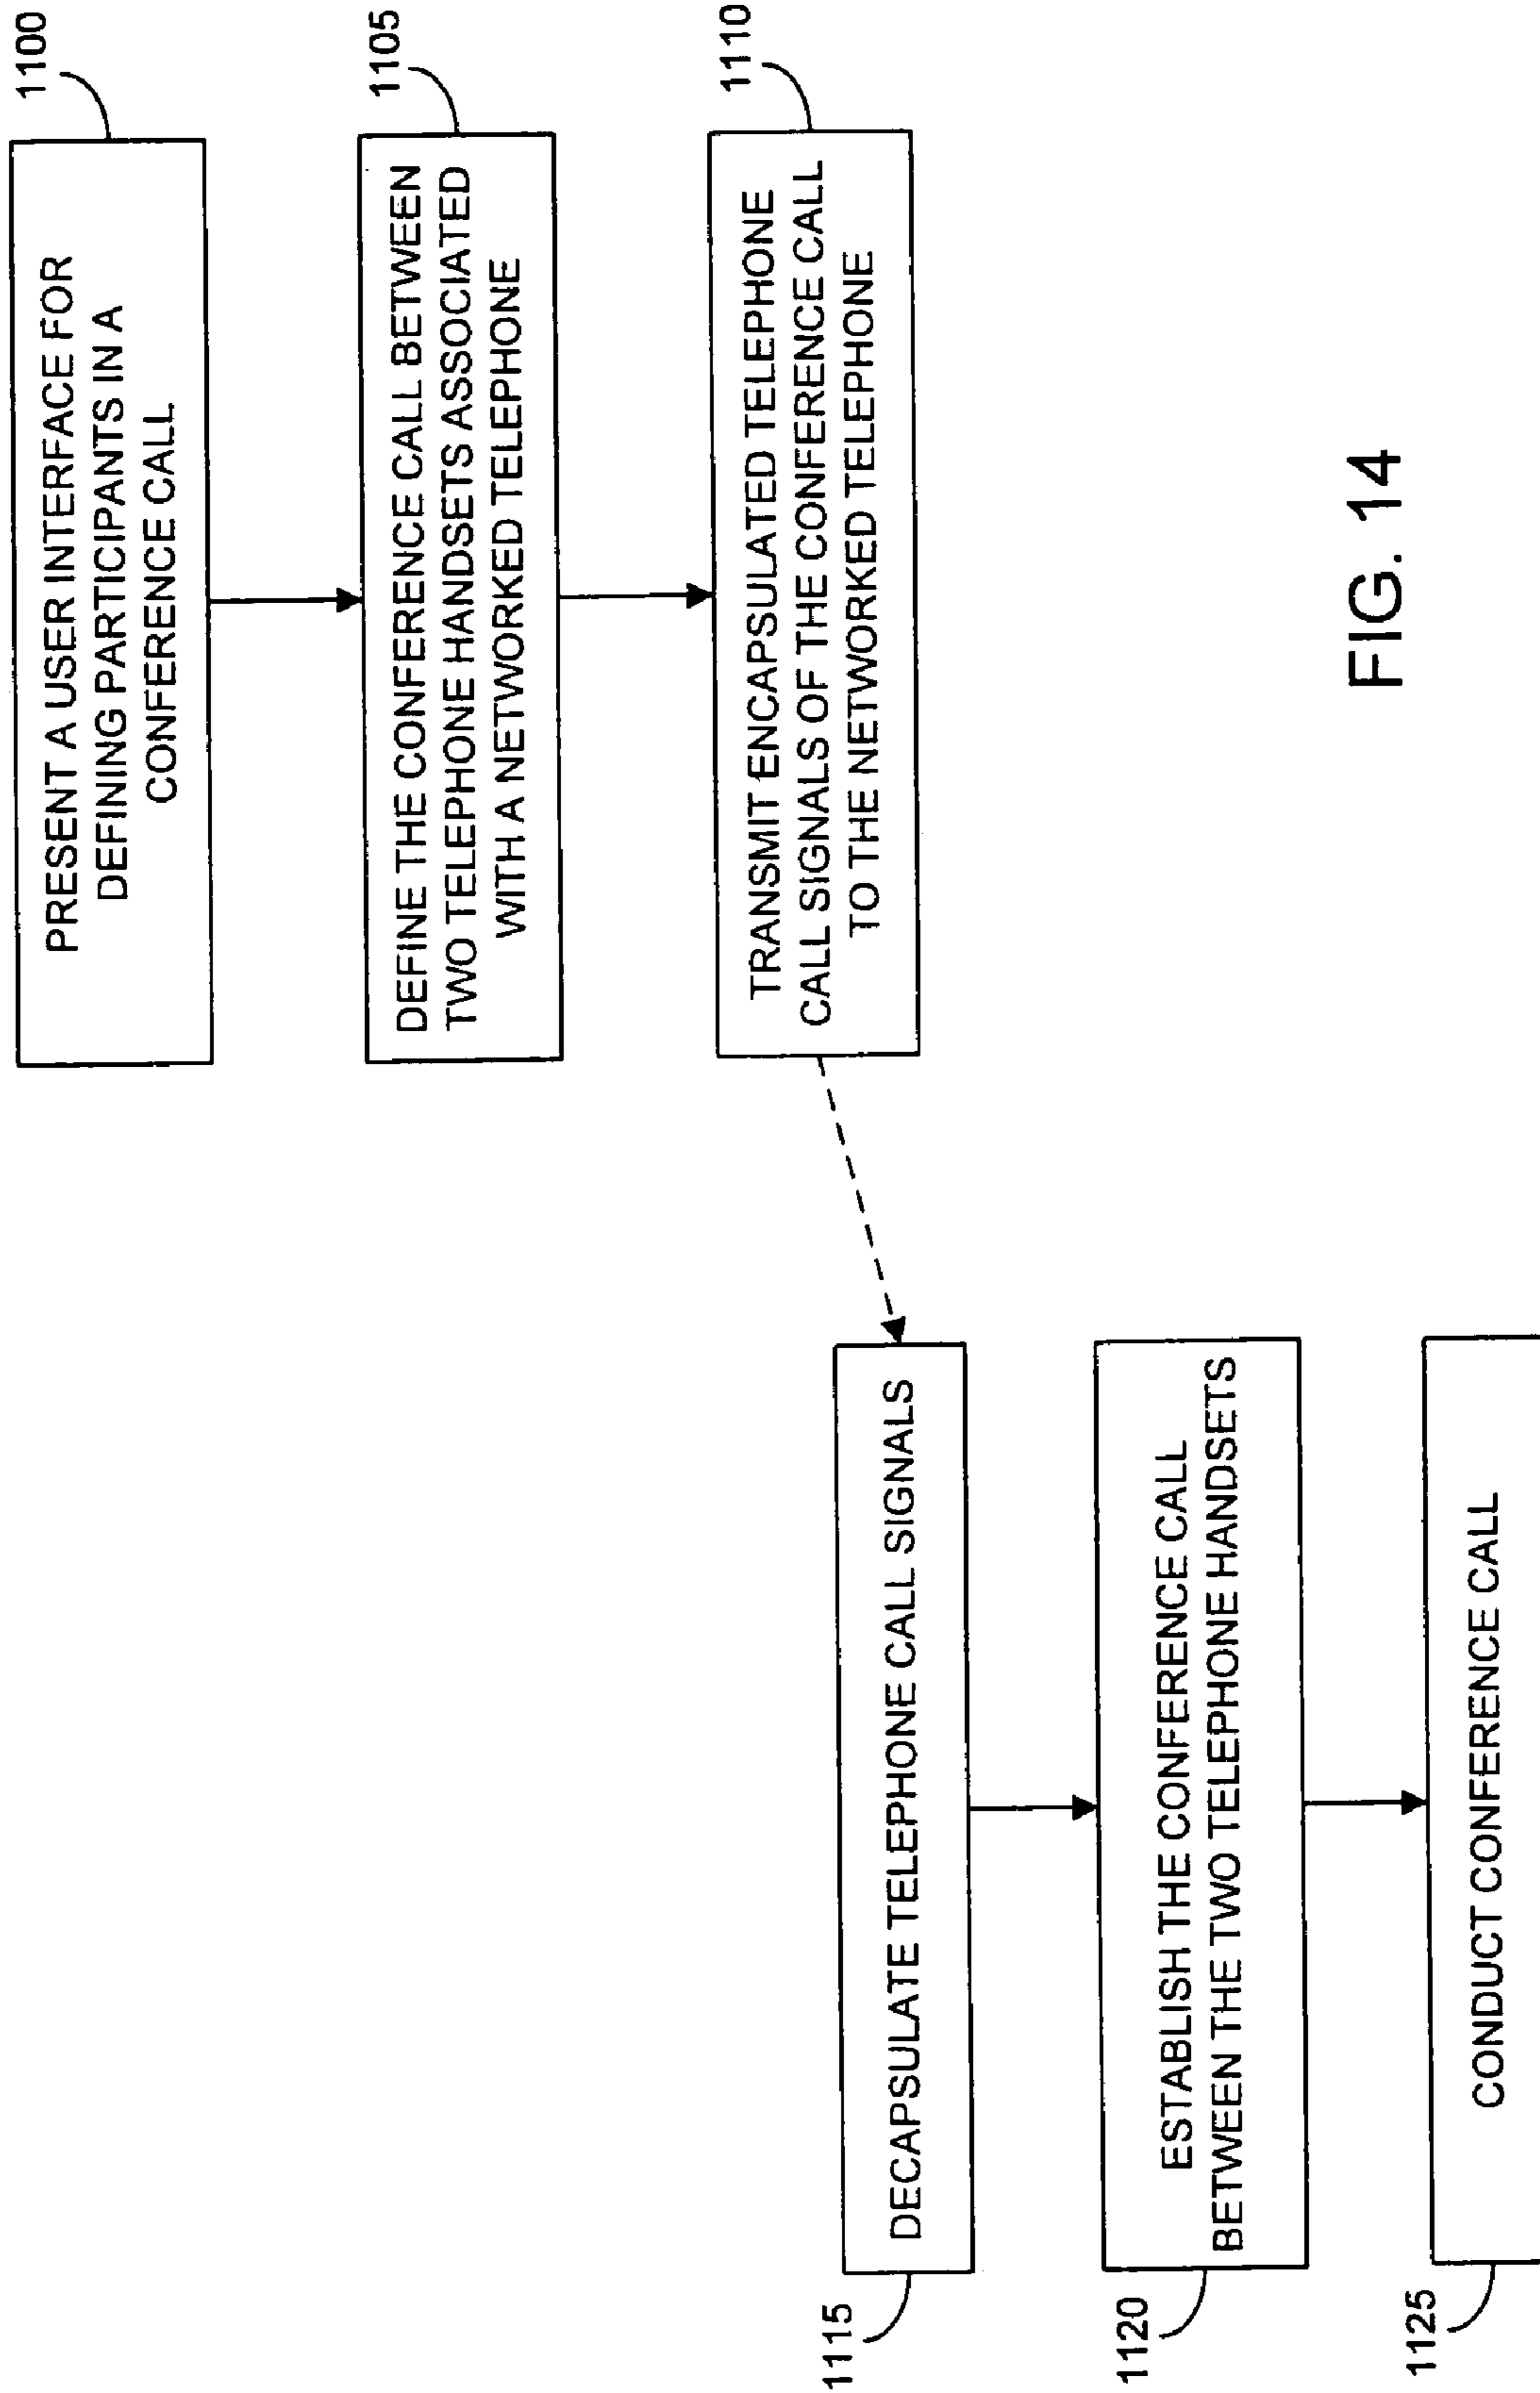 1100
PRESENT A USER INTERFACE FOR
DEFINING PARTICIPANTS IN A
CONFERENCE CALL
1105
DEFINE THE CONFERENCE CALL BETWEEN
TWO TELEPHONE HANDSETS ASSOCIATED
WITH A NETWORKED TELEPHONE
1110
TRANSMIT ENCAPSULATED TELEPHONE
CALL SIGNALS OF THE CONFERENCE CALL
TO THE NETWORKED TELEPHONE
1115
DECAPSULATE TELEPHONE CALL SIGNALS
1120
ESTABLISH THE CONFERENCE CALL
BETWEEN THE TWO TELEPHONE HANDSETS
1125
CONDUCT CONFERENCE CALL
FIG. 14